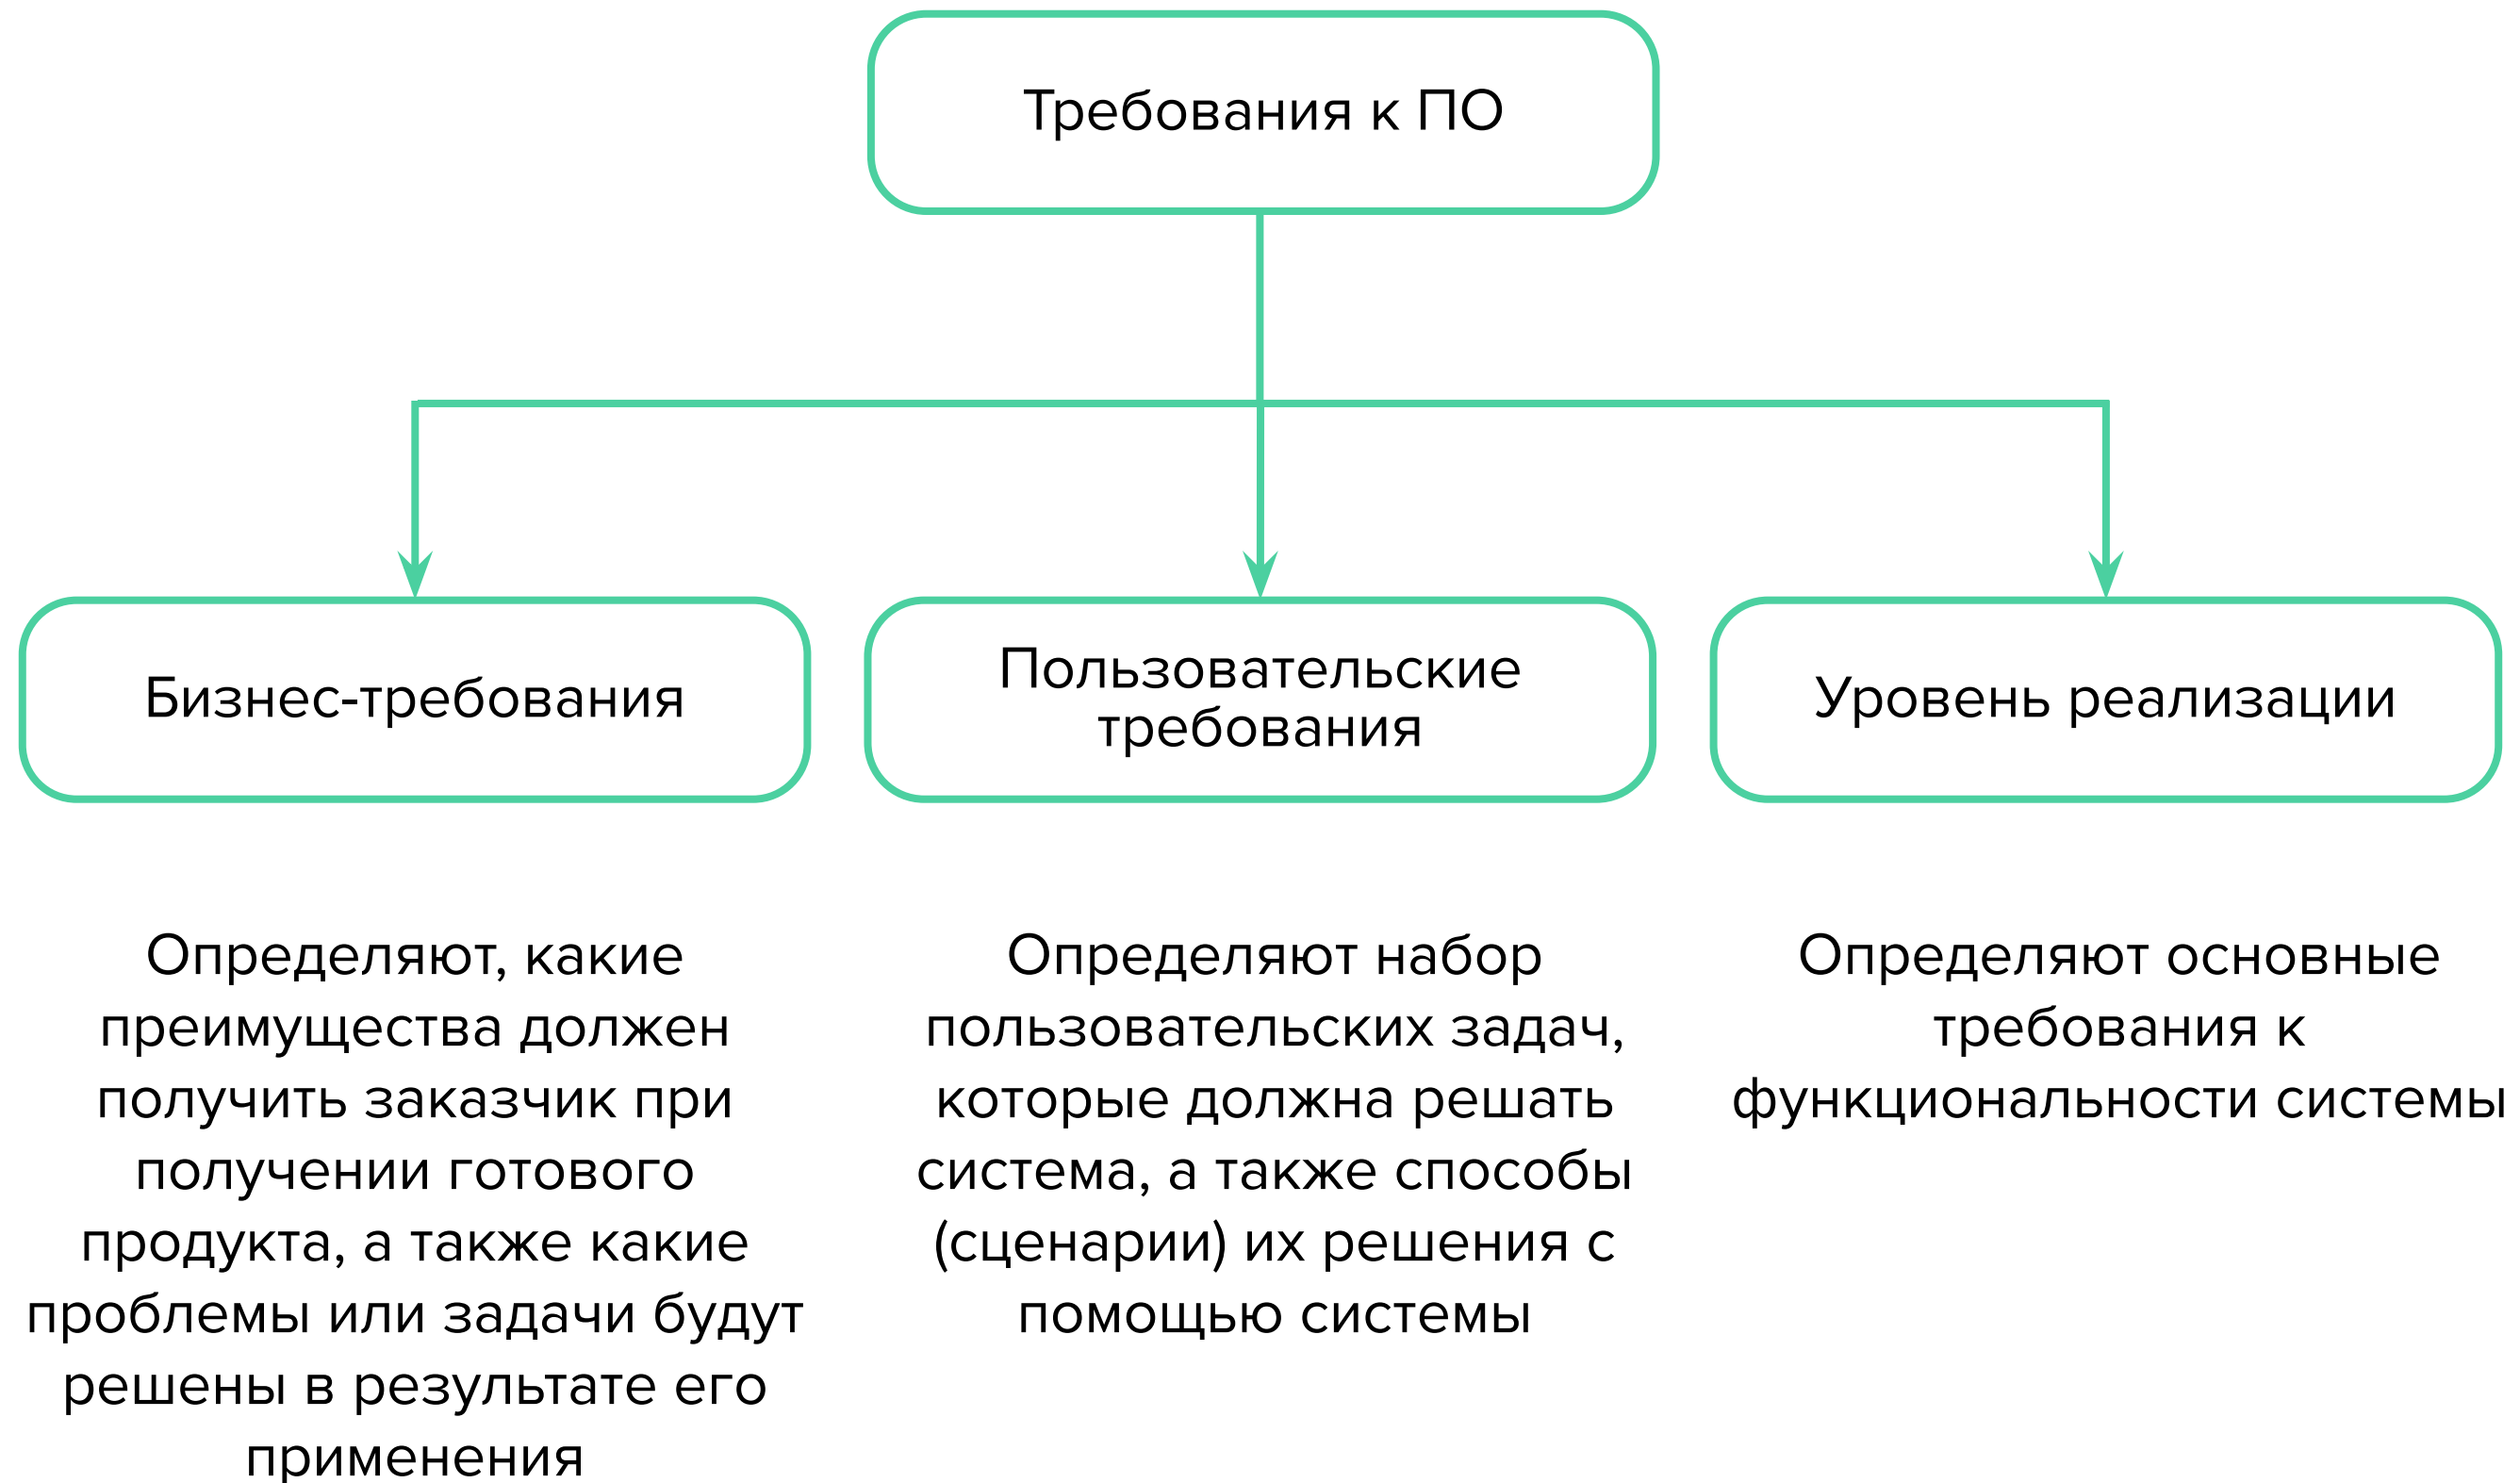 Требования к ПО
Бизнес-требования
Пользовательские
требования
Уровень реализации
Определяют, какие
преимущества должен
получить заказчик при
получении готового
продукта, а также какие
проблемы или задачи будут
решены в результате его
применения
Определяют набор
пользовательских задач,
которые должна решать
система, а также способы
(сценарии) их решения с
помощью системы
Определяют основные
требования к
функциональности системы